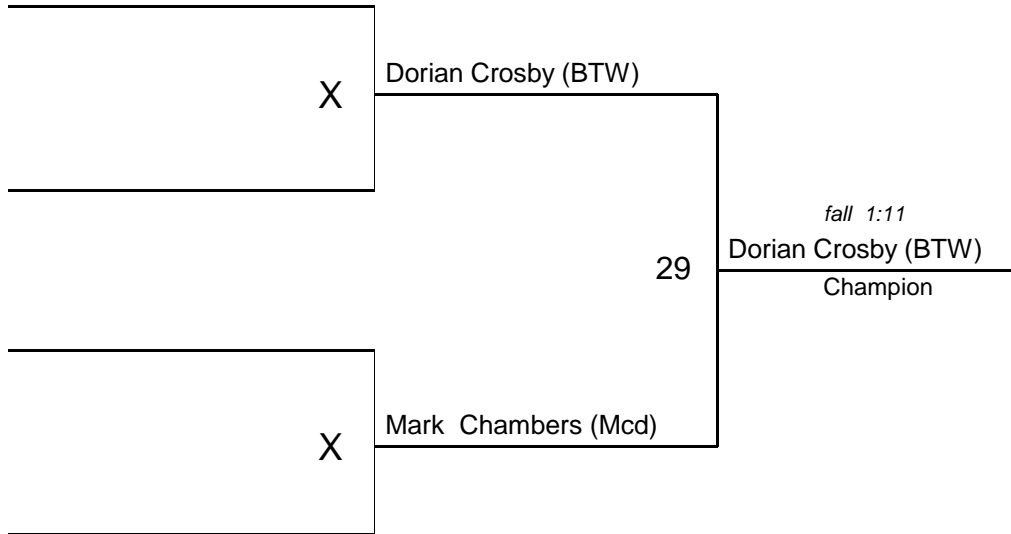 Dorian Crosby (BTW)
X
fall 1:11
Dorian Crosby (BTW)
29
Champion
Mark Chambers (Mcd)
X